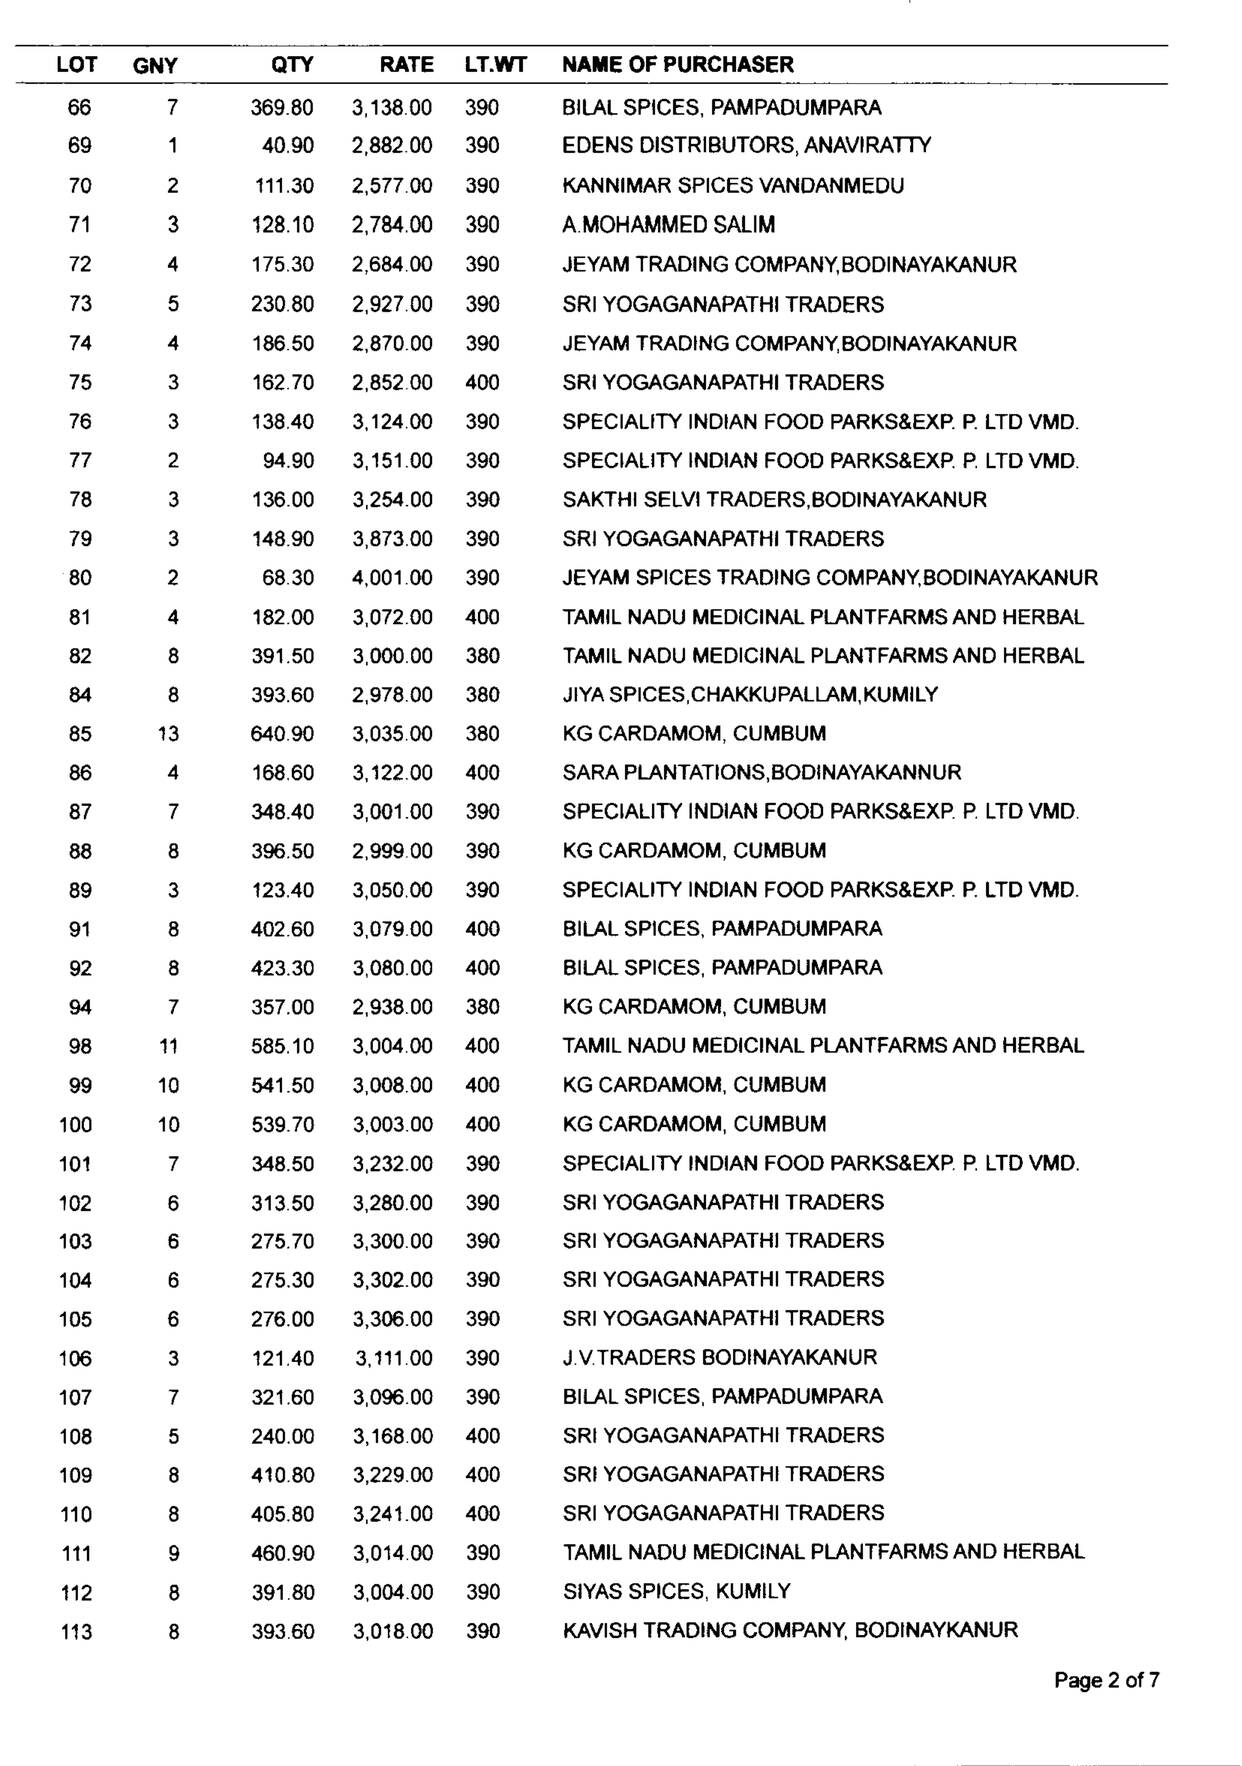 LOT GNY QTY RATE LT.WT NAME OF PURCHASER
66 7 369.80 3,138.00 390 BILAL SPICES, PAMPADUMPARA
69 1 40.90 2,882.00 390 EDENS DISTRIBUTORS, ANAVIRATTY
70 2 111.30 2,577.00 390 KANNIMAR SPICES VANDANMEDU
71 3 128.10 2,784.00 390 A.MOHAMMED SALIM
72 4 175.30 2,684.00 390 JEYAM TRADING COMPANY,BODINAYAKANUR
73 5 230.80 2,927.00 390 SRI YOGAGANAPATHI TRADERS
74 4 186.50 2,870.00 390 JEYAM TRADING COMPANY,BODINAYAKANUR
75 3 162.70 2,852.00 400 SRI YOGAGANAPATHI TRADERS
76 3 138.40 3,124.00 390 SPECIALITY INDIAN FOOD PARKS&EXP. P. LTD VMD.
77 2 94.90 3,151.00 390 SPECIALITY INDIAN FOOD PARKS&EXP. P. LTD VMD.
78 3 136.00 3,254.00 390 SAKTHI SELVI TRADERS,BODINAYAKANUR
79 3 148.90 3,873.00 390 SRI YOGAGANAPATHI TRADERS
80 2 68.30 4,001.00 390 JEYAM SPICES TRADING COMPANY,BODINAYAKANUR
81 4 182.00 3,072.00 400 TAMIL NADU MEDICINAL PLANTFARMS AND HERBAL
82 8 391.50 3,000.00 380 TAMIL NADU MEDICINAL PLANTFARMS AND HERBAL
84 8 393.60 2,978.00 380 JIYA SPICES,CHAKKUPALLAM,KUMILY
85 13 640.90 3,035.00 380 KG CARDAMOM, CUMBUM
86 4 168.60 3,122.00 400 SARA PLANTATIONS,BODINAYAKANNUR
87 7 348.40 3,001.00 390 SPECIALITY INDIAN FOOD PARKS&EXP. P. LTD VMD.
88 8 396.50 2,999.00 390 KG CARDAMOM, CUMBUM
89 3 123.40 3,050.00 390 SPECIALITY INDIAN FOOD PARKS&EXP. P. LTD VMD.
91 8 402.60 3,079.00 400 BILAL SPICES, PAMPADUMPARA
92 8 423.30 3,080.00 400 BILAL SPICES, PAMPADUMPARA
94 7 357.00 2,938.00 380 KG CARDAMOM, CUMBUM
98 11 585.10 3,004.00 400 TAMIL NADU MEDICINAL PLANTFARMS AND HERBAL
99 10 541.50 3,008.00 400 KG CARDAMOM, CUMBUM
100 10 539.70 3,003.00 400 KG CARDAMOM, CUMBUM
101 7 348.50 3,232.00 390 SPECIALITY INDIAN FOOD PARKS&EXP. P. LTD VMD.
102 6 313.50 3,280.00 390 SRI YOGAGANAPATHI TRADERS
103 6 275.70 3,300.00 390 SRI YOGAGANAPATHI TRADERS
104 6 275.30 3,302.00 390 SRI YOGAGANAPATHI TRADERS
105 6 276.00 3,306.00 390 SRI YOGAGANAPATHI TRADERS
106 3 121.40 3,111.00 390 J.V.TRADERS BODINAYAKANUR
107 7 321.60 3,096.00 390 BILAL SPICES, PAMPADUMPARA
108 5 240.00 3,168.00 400 SRI YOGAGANAPATHI TRADERS
109 8 410.80 3,229.00 400 SRI YOGAGANAPATHI TRADERS
110 8 405.80 3,241.00 400 SRI YOGAGANAPATHI TRADERS
111 9 460.90 3,014.00 390 TAMIL NADU MEDICINAL PLANTFARMS AND HERBAL
112 8 391.80 3,004.00 390 SIYAS SPICES, KUMILY
113 8 393.60 3,018.00 390 KAVISH TRADING COMPANY, BODINAYKANUR
Page 2 of 7